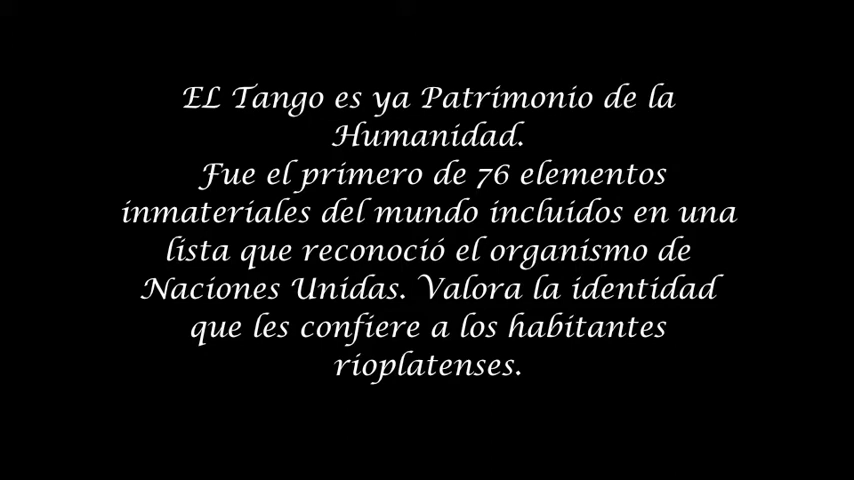 EL Tango es ya Patrimonio de la
Humanidad.
Fue el primero de 76 elementos
inmateriales del mundo incluidos en una
lista que reconoció el organismo de
Naciones Unidas. Valora la identidad
que les confiere a los habitantes
rioplatenses.